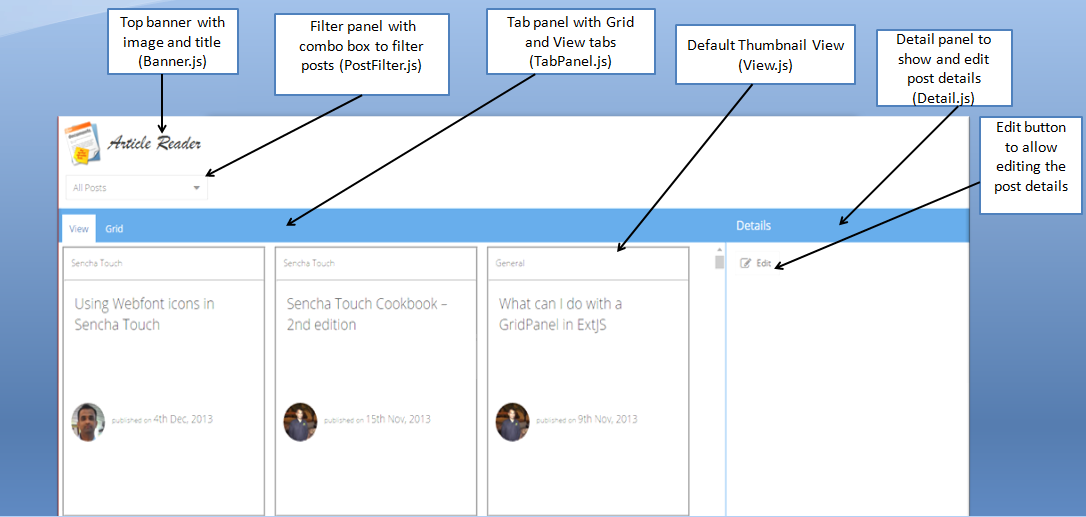 Top banner with
image and title
(Banner.js)
Filter panel with
combo box to filter
posts (PostFilter.js)
Tab panel with Grid
and View tabs
(TabPanel.js)
Default Thumbnail View
(View.js)
Detail panel to
show and edit
post details
(Detail.js)
Edit button
to allow
editing the
post details
Article Reader
All Posts
View Grid
Details
Sencha Touch
Using Webfont icons in
Sencha Touch
published on 4th Dec, 2013
Sencha Touch
Sencha Touch Cookbook –
2nd edition
published on 15th Nov, 2013
General
What can I do with a
GridPanel in ExtJS
published on 9th Nov, 2013
Edit